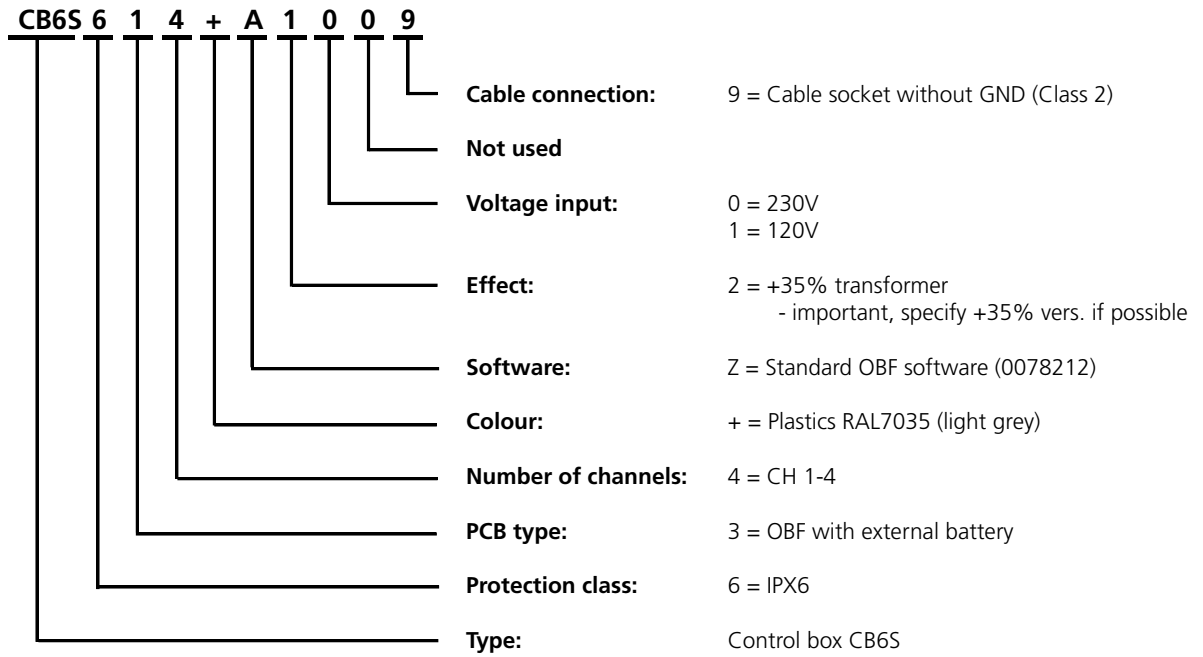 CB6S 6 1 4 + A 1 0 0 9
Cable connection: 9 = Cable socket without GND (Class 2)
Not used
Voltage input: 0 = 230V
1 = 120V
Effect: 2 = +35% transformer
- important, specify +35% vers. if possible
Software: Z = Standard OBF software (0078212)
Colour: + = Plastics RAL7035 (light grey)
Number of channels: 4 = CH 1-4
PCB type: 3 = OBF with external battery
Protection class: 6 = IPX6
Type: Control box CB6S